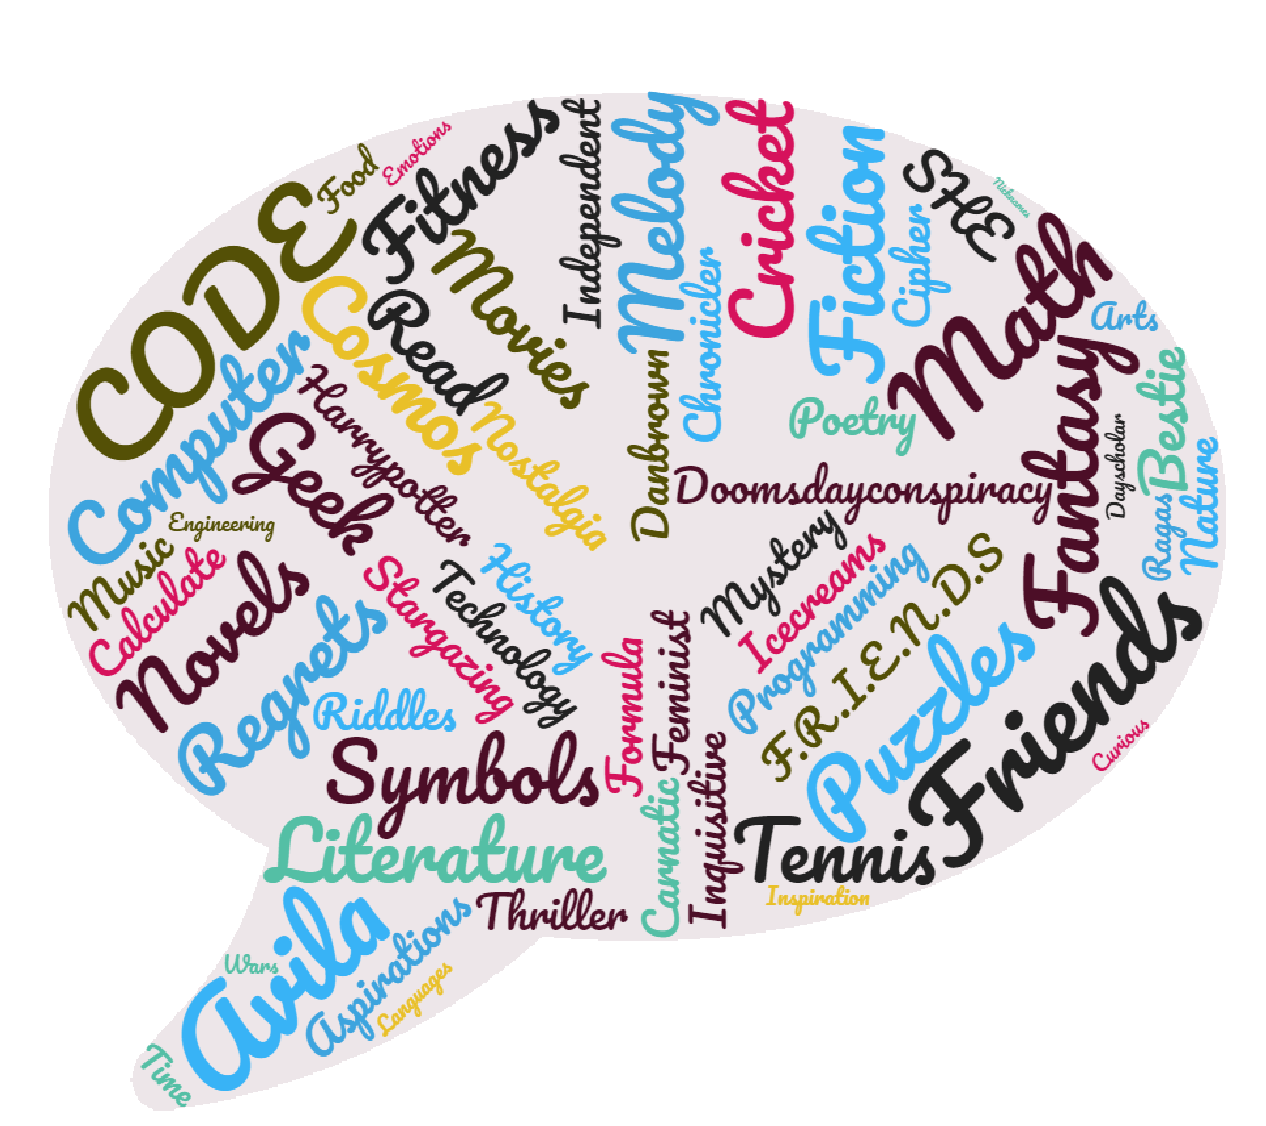 Emotions
Food
Fitness
Independent
Melody
Cricket
Fiction
SHE
Nicknames
CODE
Movies
Cipher
Chronicler
Math
Arts
Cosmos
Read
Computer
Harrypotter
Nostalgia
Danbrown
Poetry
Fantasy
Bestie
Geek
Doomsdayconspiracy
Dayscholar
Nature
Ragas
Engineering
Music
Calculate
Novels
Stargazing
Technology
History
Mystery
Icecreams
Programming
F.R.I.E.N.D.S
Regrets
Riddles
Formula
Feminist
Puzzles
Friends
Curious
Symbols
Literature
Carnatic
Inquisitive
Tennis
Inspiration
Thriller
Avila
Aspirations
Wars
Languages
Time